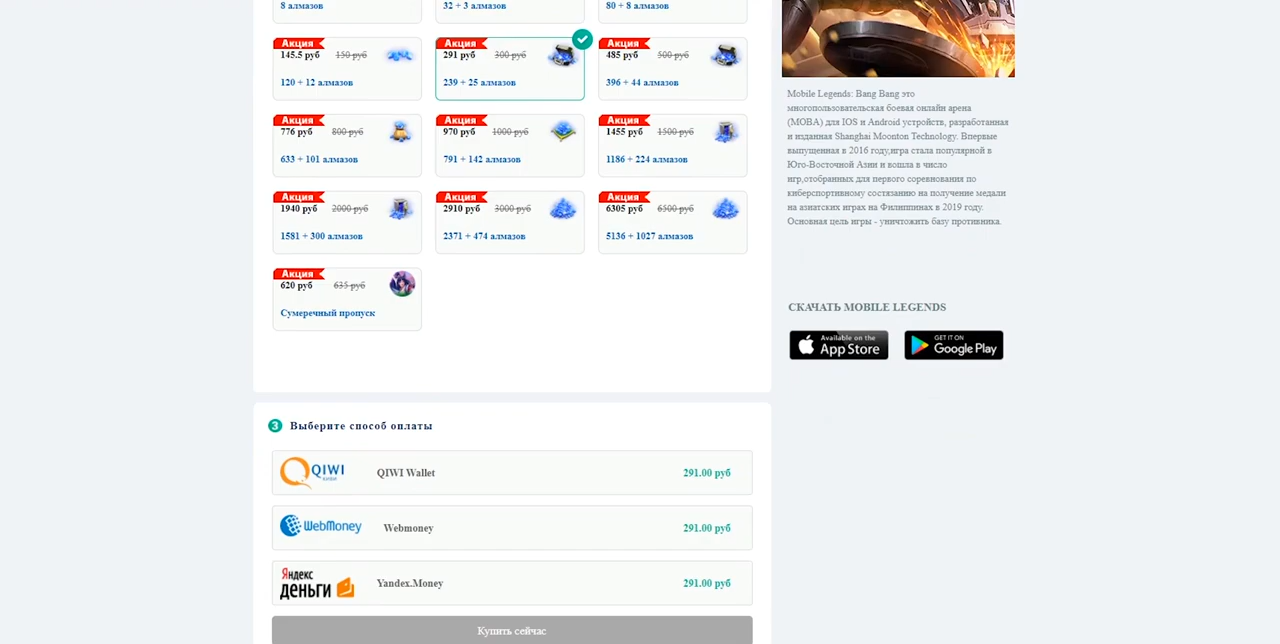 8 алмазов
32 + 3 алмазов
80 + 8 алмазов
Акция
145.5 руб 150 руб
120 + 12 алмазов
Акция
291 руб 300 руб
239 + 25 алмазов
Акция
485 руб 500 руб
396 + 44 алмазов
Акция
776 руб 800 руб
633 + 101 алмазов
Акция
970 руб 1000 руб
791 + 142 алмазов
Акция
1455 руб 1500 руб
1186 + 224 алмазов
Акция
1940 руб 2000 руб
1581 + 300 алмазов
Акция
2910 руб 3000 руб
2371 + 474 алмазов
Акция
6305 руб 6500 руб
5136 + 1027 алмазов
Акция
620 руб 635 руб
Сумеречный пропуск
3 Выберите способ оплаты
QIWI
КИВИ
QIWI Wallet 291.00 руб
WebMoney Webmoney 291.00 руб
Яндекс
деньги
Yandex.Money 291.00 руб
Купить сейчас
Mobile Legends: Bang Bang это
многопользовательская боевая онлайн арена
(MOBA) для IOS и Android устройств, разработанная
и изданная Shanghai Moonton Technology. Впервые
выпущенная в 2016 году,игра стала популярной в
Юго-Восточной Азии и вошла в число
игр,отобранных для первого соревнования по
киберспортивному состязанию на получение медали
на азиатских играх на Филиппинах в 2019 году.
Основная цель игры - уничтожить базу противника.
СКАЧАТЬ MOBILE LEGENDS
Available on the
App Store
GET IT ON
Google Play